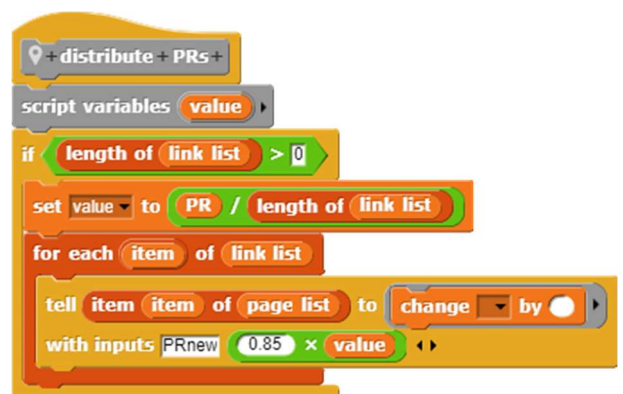 +distribute+PRs+
script variables value
if length of link list > 0
set value to PR / length of link list
for each item of link list
tell item item of page list to change by
with inputs PRnew 0.85 × value